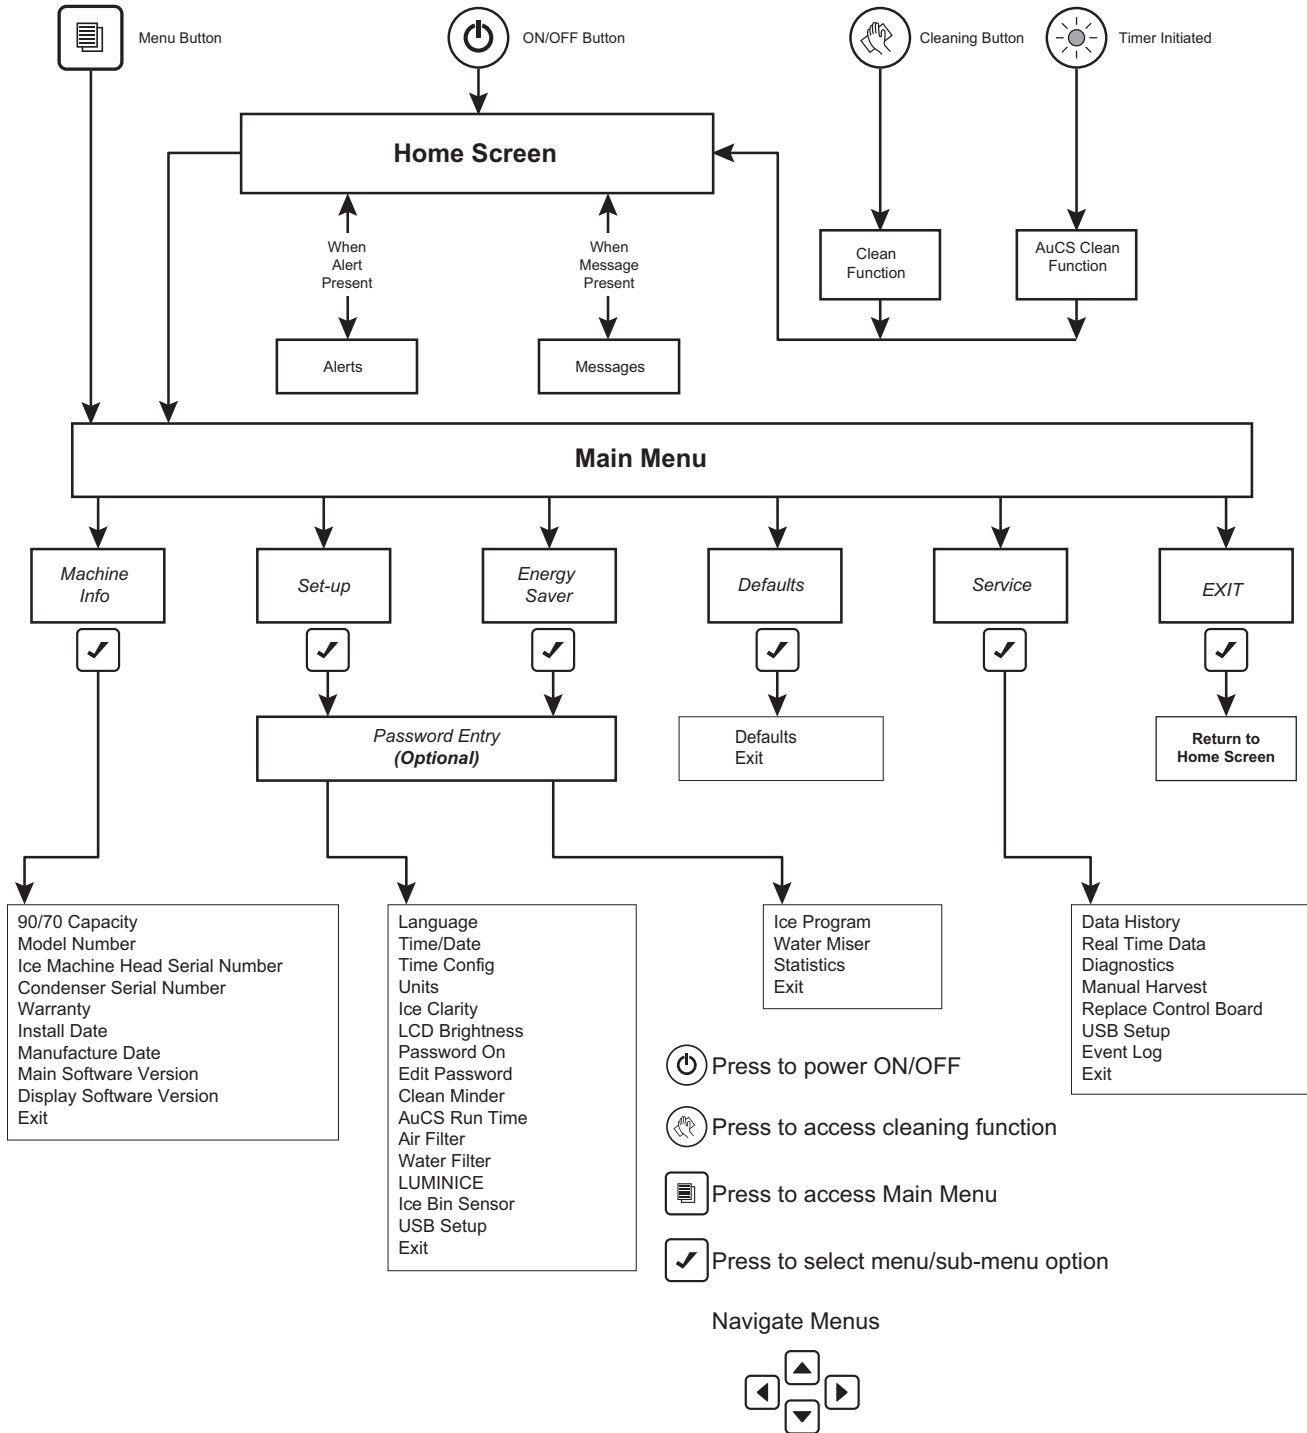 Menu Button
ON/OFF Button
Cleaning Button
Timer Initiated
Home Screen
When
Alert
Present
When
Message
Present
Clean
Function
AuCS Clean
Function
Alerts
Messages
Main Menu
Machine
Info
Set-up
Energy
Saver
Defaults
Service
EXIT
Password Entry
(Optional)
Defaults
Exit
Return to
Home Screen
90/70 Capacity
Model Number
Ice Machine Head Serial Number
Condenser Serial Number
Warranty
Install Date
Manufacture Date
Main Software Version
Display Software Version
Exit
Language
Time/Date
Time Config
Units
Ice Clarity
LCD Brightness
Password On
Edit Password
Clean Minder
AuCS Run Time
Air Filter
Water Filter
LUMINICE
Ice Bin Sensor
USB Setup
Exit
Ice Program
Water Miser
Statistics
Exit
Data History
Real Time Data
Diagnostics
Manual Harvest
Replace Control Board
USB Setup
Event Log
Exit
Press to power ON/OFF
Press to access cleaning function
Press to access Main Menu
Press to select menu/sub-menu option
Navigate Menus